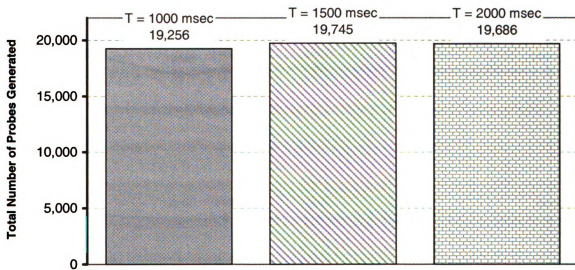 T = 1000 msec T = 1500 msec T = 2000 msec
19,256 19,745 19,686
Total Number of Probes Generated
20,000
15,000
10,000
5,000
0